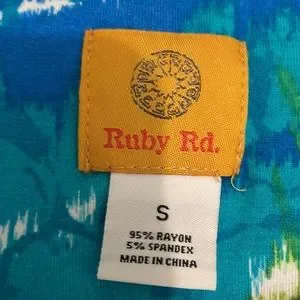 Ruby Rd.
S
95% RAYON
5% SPANDEX
MADE IN CHINA